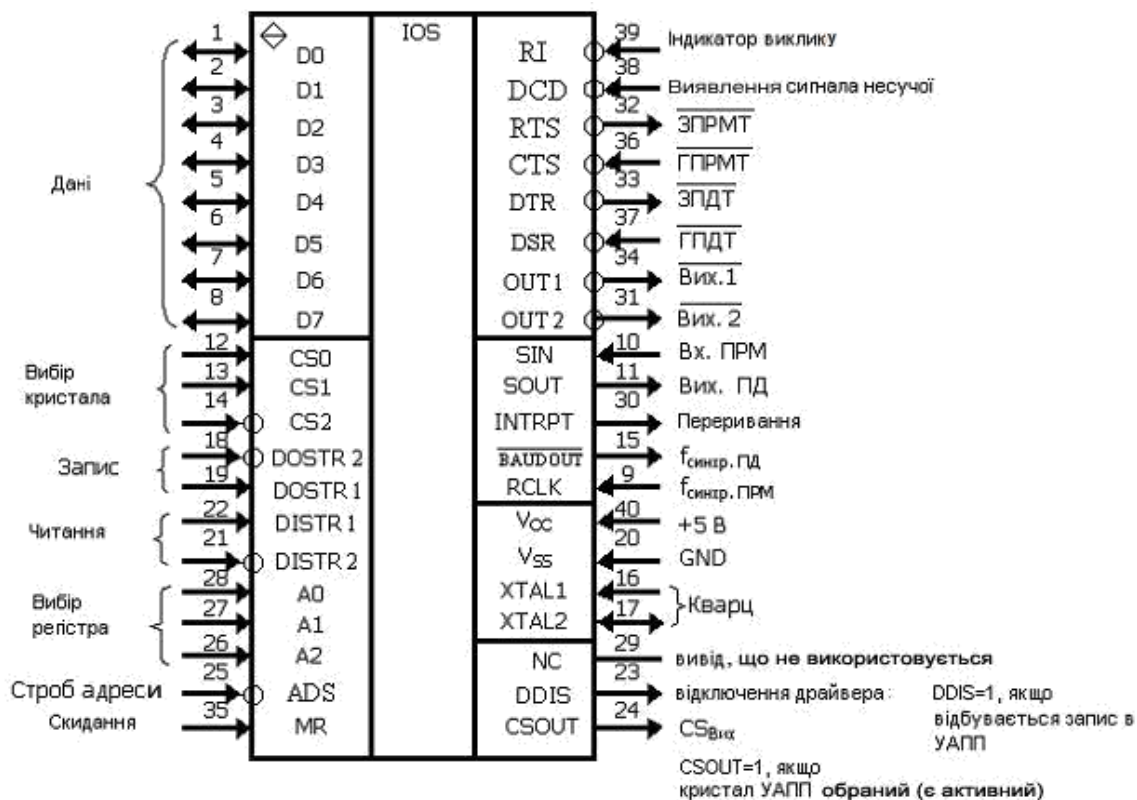 1 IOS 39
D0 RI Індикатор виклику
2 38
D1 DCD Виявлення сигнала несучої
3 32
D2 RTS ЗПРМТ
4 36
D3 CTS ГПРМТ
Дані
5 33
D4 DTR ЗПДТ
6 37
D5 DSR ГПДТ
7 34
D6 OUT1 Вих.1
8 31
D7 OUT2 Вих. 2
12 CS0 SIN 10 Вх. ПРМ
Вибір
кристала
13 CS1 SOUT 11 Вих. ПД
14 CS2 INTRPT 30 Переривання
Запис
18 DOSTR 2 BAUDOUT 15 fсинхр. ПД
19 DOSTR 1 RCLK 9 fсинхр. ПРМ
Читання
22 DISTR 1 VCC 40 +5 В
21 DISTR 2 VSS 20 GND
Вибір
регістра
28 A0 XTAL1 16
27 A1 XTAL2 17
Кварц
26 A2 NC 29 вивід, що не використовується
Строб адреси 25 ADS DDIS 23 відключення драйвера: DDIS=1, якщо
відбувається запис в
УАПП
Скидання 35 MR CSOUT 24 CSВих
CSOUT=1, якщо
кристал УАПП обраний (є активний)